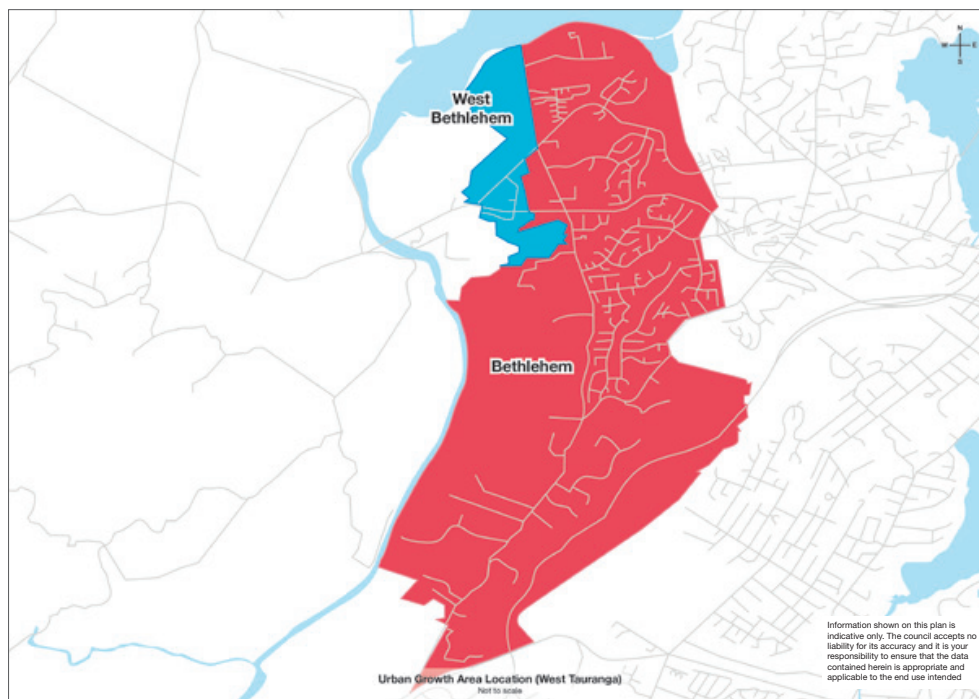 N
W E
S
West
Bethlehem
Bethlehem
Information shown on this plan is
indicative only. The council accepts no
liability for its accuracy and it is your
responsibility to ensure that the data
contained herein is appropriate and
applicable to the end use intended
Urban Growth Area Location (West Tauranga)
Not to scale